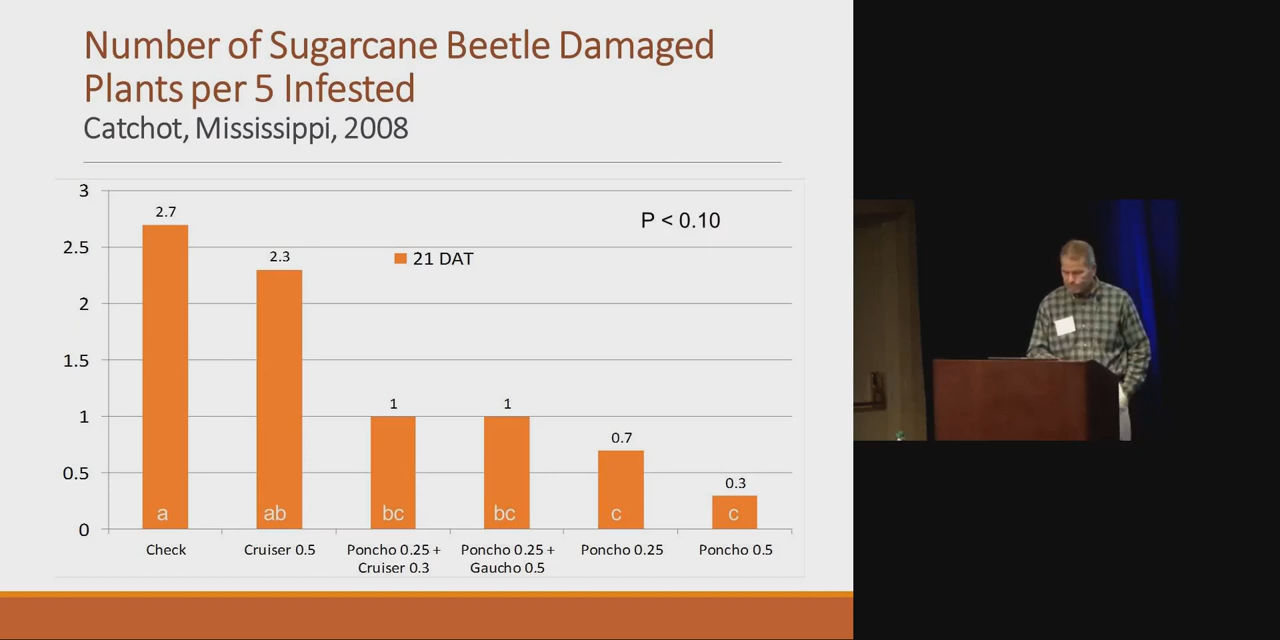 Number of Sugarcane Beetle Damaged
Plants per 5 Infested
Catchot, Mississippi, 2008
3
2.5
2
1.5
1
0.5
0
P < 0.10
21 DAT
2.7
2.3
1
1
0.7
0.3
a
ab
bc
bc
c
c
Check
Cruiser 0.5
Poncho 0.25 +
Cruiser 0.3
Poncho 0.25 +
Gaucho 0.5
Poncho 0.25
Poncho 0.5